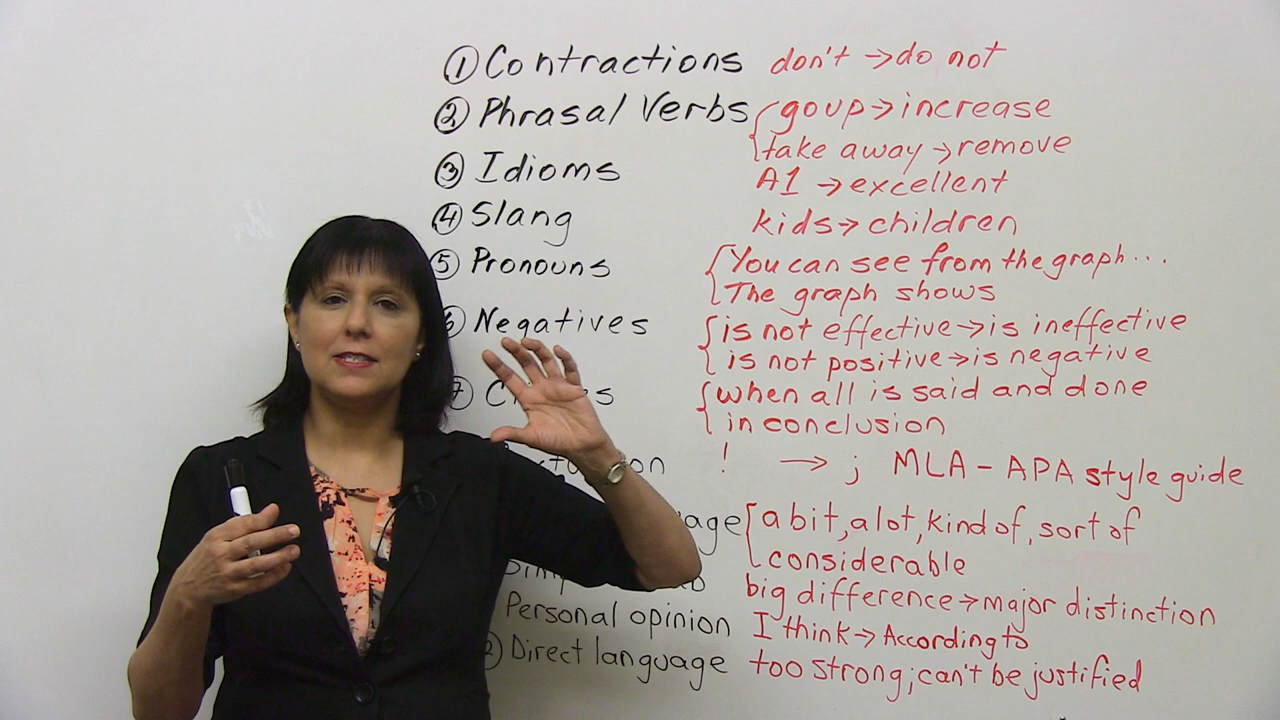 ① Contractions don't → do not
② Phrasal Verbs go up → increase
take away → remove
③ Idioms A1 → excellent
④ Slang kids → children
⑤ Pronouns You can see from the graph...
The graph shows
Negatives is not effective → is ineffective
is not positive → is negative
when all is said and done
in conclusion
! → ; MLA - APA style guide
a bit, a lot, kind of, sort of
considerable
big difference → major distinction
Personal opinion I think → According to
Direct language too strong; can't be justified